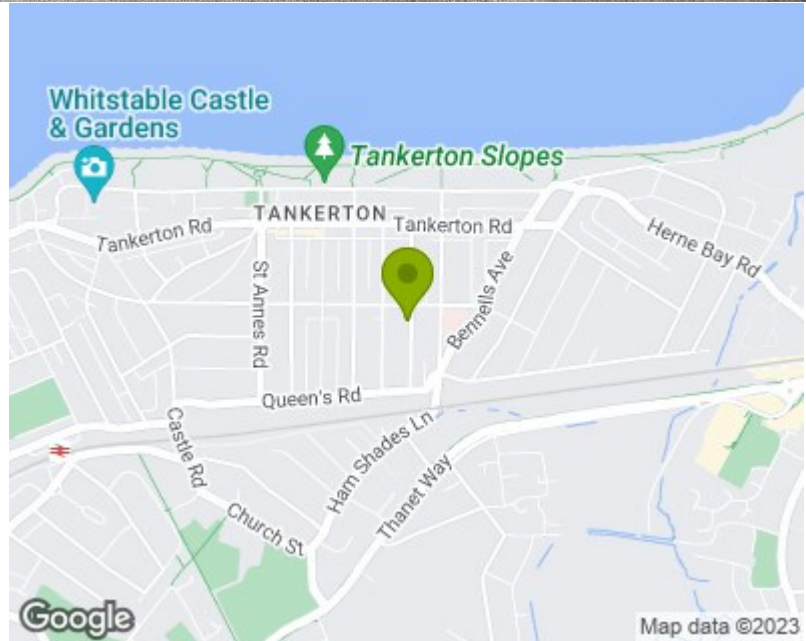 Whitstable Castle
& Gardens
Tankerton Slopes
TANKERTON
Tankerton Rd
Tankerton Rd
Herne Bay Rd
St Annes Rd
Bennells Ave
Queen's Rd
Castle Rd
Ham Shades Ln
Thanet Way
Church St
Google
Map data ©2023